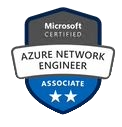 Microsoft
CERTIFIED
AZURE NETWORK
ENGINEER
ASSOCIATE